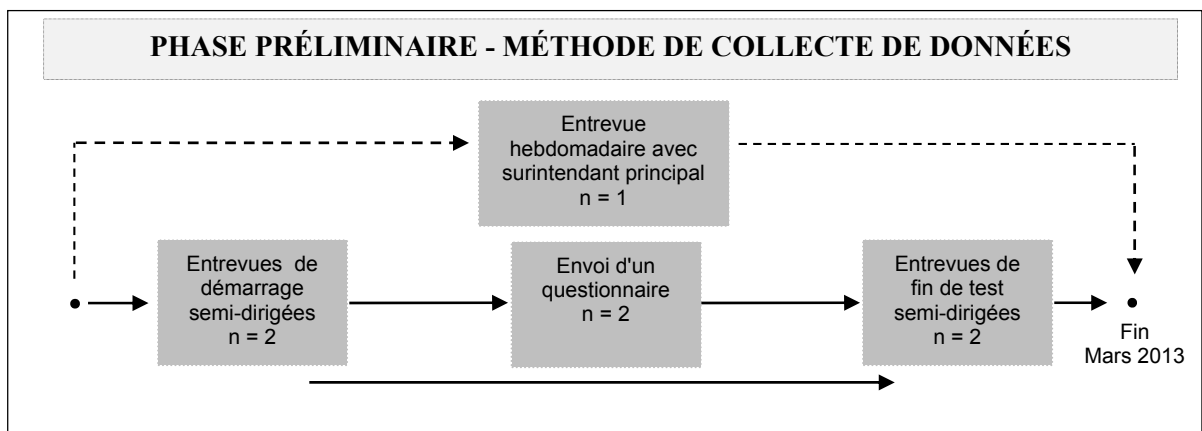 PHASE PRÉLIMINAIRE - MÉTHODE DE COLLECTE DE DONNÉES
Entrevue
hebdomadaire avec
surintendant principal
n = 1
Entrevues de
démarrage
semi-dirigées
n = 2
Envoi d'un
questionnaire
n = 2
Entrevues de
fin de test
semi-dirigées
n = 2
Fin
Mars 2013